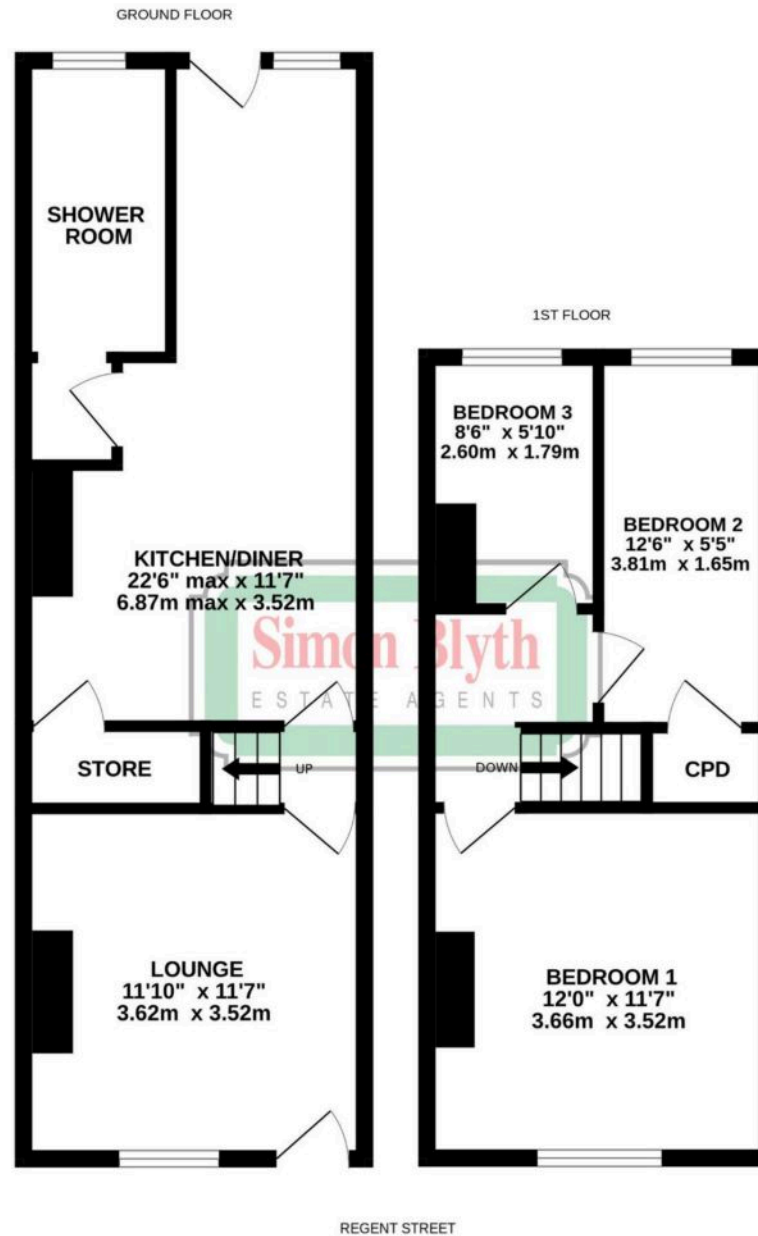 GROUND FLOOR
SHOWER
ROOM
KITCHEN/DINER
22'6" max x 11'7"
6.87m max x 3.52m
STORE
UP
LOUNGE
11'10" x 11'7"
3.62m x 3.52m
1ST FLOOR
BEDROOM 3
8'6" x 5'10"
2.60m x 1.79m
BEDROOM 2
12'6" x 5'5"
3.81m x 1.65m
Simon Blyth
ESTATE AGENTS
DOWN
CPD
BEDROOM 1
12'0" x 11'7"
3.66m x 3.52m
REGENT STREET